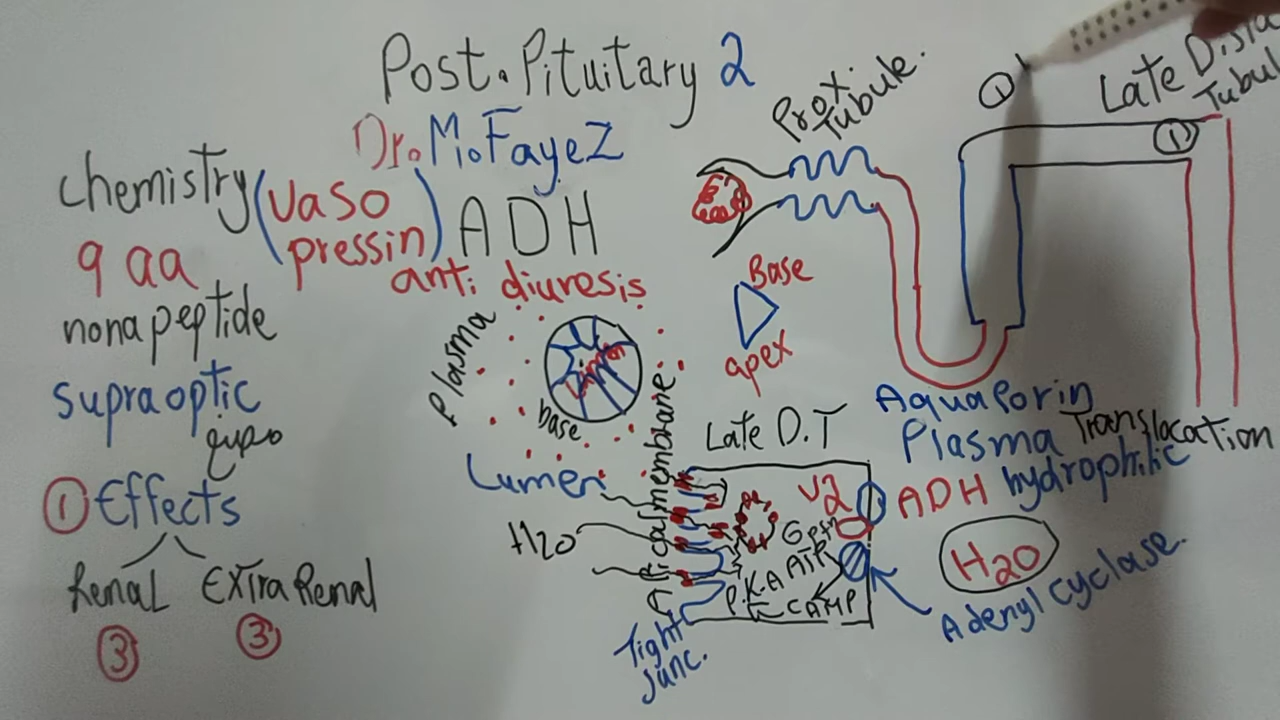 Post. Pituitary 2
Dr. M. Fayez
chemistry
(vaso
pressin)
ADH
9 aa
anti diuresis
nonapeptide
supraoptic
① Effects
Renal
Extra Renal
③
③
Prox.
Tubule.
①
Late Distal
Tubul
①
Base
apex
Plasma
Lumen
base
Lumen
H2O
Apical membrane
Tight
Junc.
Late D.T
V2
G
ATP
P.K.A
CAMP
Aquaporin
Plasma Translocation
ADH hydrophilic
H2O
Adenyl cyclase.